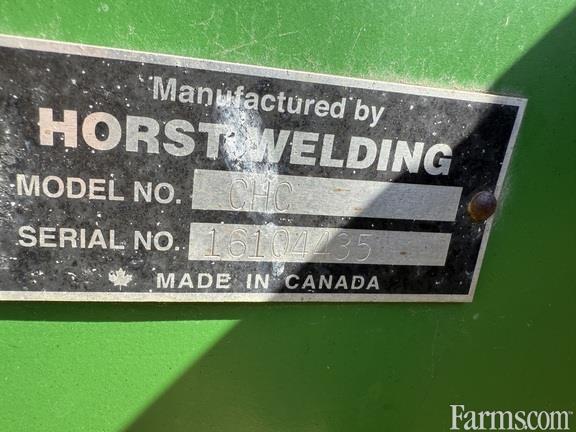 Manufactured by
HORST WELDING
MODEL NO. CHC
SERIAL NO. 16104435
MADE IN CANADA
Farms.com